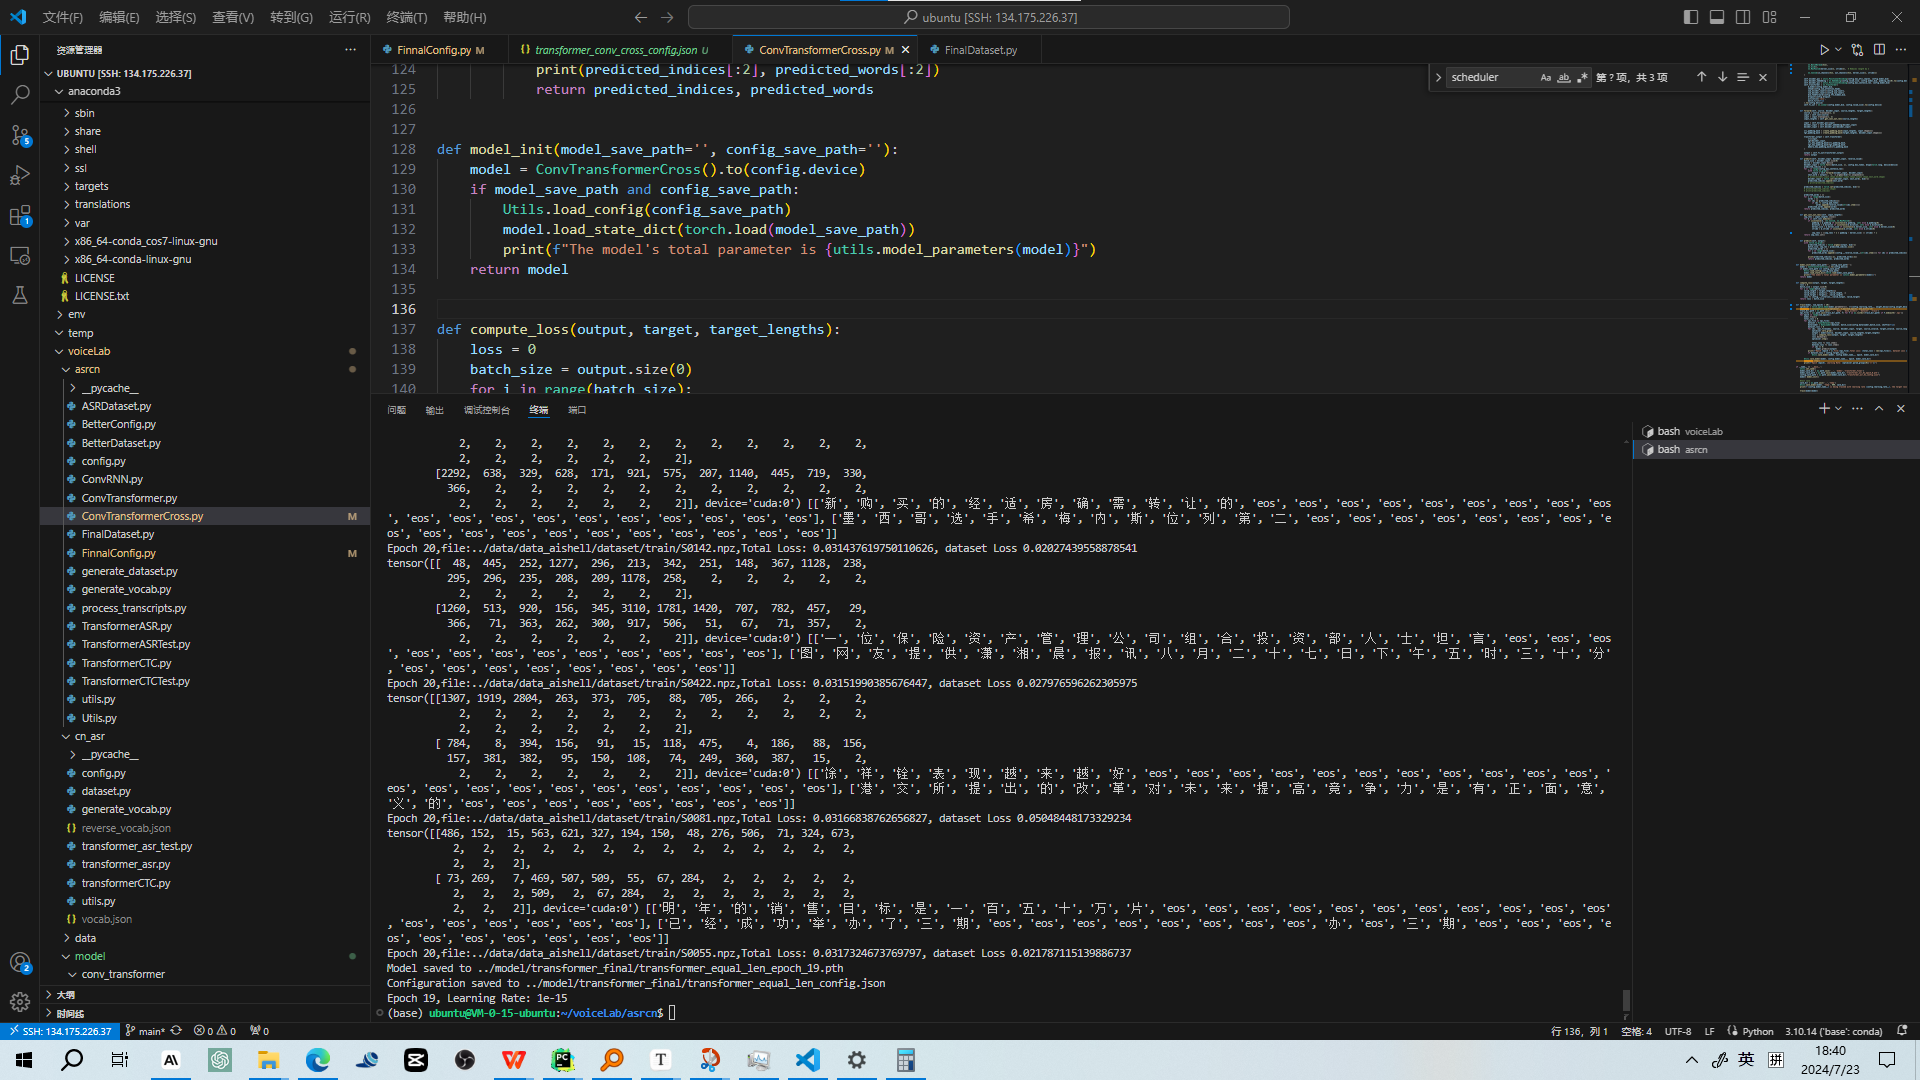 文件(F) 编辑(E) 选择(S) 查看(V) 转到(G) 运行(R) 终端(T) 帮助(H)
ubuntu [SSH: 134.175.226.37]
资源管理器
UBUNTU [SSH: 134.175.226.37]
anaconda3
sbin
share
shell
ssl
targets
translations
var
x86_64-conda_cos7-linux-gnu
x86_64-conda-linux-gnu
LICENSE
LICENSE.txt
env
temp
voiceLab
asrcn
__pycache__
ASRDataset.py
BetterConfig.py
BetterDataset.py
config.py
ConvRNN.py
ConvTransformer.py
ConvTransformerCross.py M
FinalDataset.py
FinnalConfig.py M
generate_dataset.py
generate_vocab.py
process_transcripts.py
TransformerASR.py
TransformerASRTest.py
TransformerCTC.py
TransformerCTCTest.py
utils.py
Utils.py
cn_asr
__pycache__
config.py
dataset.py
generate_vocab.py
reverse_vocab.json
transformer_asr_test.py
transformer_asr.py
transformerCTC.py
utils.py
vocab.json
data
model
conv_transformer
大纲
时间线
FinnalConfig.py M
transformer_conv_cross_config.json U
ConvTransformerCross.py M
FinalDataset.py
scheduler
Aa ab
第 ? 项，共 3 项
124 print(predicted_indices[:2], predicted_words[:2])
125 return predicted_indices, predicted_words
126
127
128 def model_init(model_save_path='', config_save_path=''):
129 model = ConvTransformerCross().to(config.device)
130 if model_save_path and config_save_path:
131 Utils.load_config(config_save_path)
132 model.load_state_dict(torch.load(model_save_path))
133 print(f"The model's total parameter is {utils.model_parameters(model)}")
134 return model
135
136
137 def compute_loss(output, target, target_lengths):
138 loss = 0
139 batch_size = output.size(0)
140 for i in range(batch_size):
问题 输出 调试控制台 终端 端口
bash voiceLab
bash asrcn
2, 2, 2, 2, 2, 2, 2, 2, 2, 2, 2, 2,
2, 2, 2, 2, 2, 2, 2],
[2292, 638, 329, 628, 171, 921, 575, 207, 1140, 445, 719, 330,
366, 2, 2, 2, 2, 2, 2, 2, 2, 2, 2, 2,
2, 2, 2, 2, 2, 2, 2]], device='cuda:0') [['新', '购', '买', '的', '经', '适', '房', '确', '需', '转', '让', '的', 'eos', 'eos', 'eos', 'eos', 'eos', 'eos', 'eos', 'eos', 'eos', 'eos
', 'eos', 'eos', 'eos', 'eos', 'eos', 'eos', 'eos', 'eos', 'eos'], ['墨', '西', '哥', '选', '手', '希', '梅', '内', '斯', '位', '列', '第', '二', 'eos', 'eos', 'eos', 'eos', 'eos', 'eos', 'eos', 'e
os', 'eos', 'eos', 'eos', 'eos', 'eos', 'eos', 'eos', 'eos', 'eos']]
Epoch 20,file:../data/data_aishell/dataset/train/S0142.npz,Total Loss: 0.031437619750110626, dataset Loss 0.02027439558878541
tensor([[ 48, 445, 252, 1277, 296, 213, 342, 251, 148, 367, 1128, 238,
295, 296, 235, 208, 209, 1178, 258, 2, 2, 2, 2, 2,
2, 2, 2, 2, 2, 2, 2],
[1260, 513, 920, 156, 345, 3110, 1781, 1420, 707, 782, 457, 29,
366, 71, 363, 262, 300, 917, 506, 51, 67, 71, 357, 2,
2, 2, 2, 2, 2, 2, 2]], device='cuda:0') [['一', '位', '保', '险', '资', '产', '管', '理', '公', '司', '组', '合', '投', '资', '部', '人', '士', '坦', '言', 'eos', 'eos', 'eos
', 'eos', 'eos', 'eos', 'eos', 'eos', 'eos', 'eos', 'eos', 'eos'], ['图', '网', '友', '提', '供', '潇', '湘', '晨', '报', '讯', '八', '月', '二', '十', '七', '日', '下', '午', '五', '时', '三', '十', '分'
, 'eos', 'eos', 'eos', 'eos', 'eos', 'eos', 'eos', 'eos']]
Epoch 20,file:../data/data_aishell/dataset/train/S0422.npz,Total Loss: 0.03151990385676447, dataset Loss 0.027976596262305975
tensor([[1307, 1919, 2804, 263, 373, 705, 88, 705, 266, 2, 2, 2,
2, 2, 2, 2, 2, 2, 2, 2, 2, 2, 2, 2,
2, 2, 2, 2, 2, 2, 2],
[ 784, 8, 394, 156, 91, 15, 118, 475, 4, 186, 88, 156,
157, 381, 382, 95, 150, 108, 74, 249, 360, 387, 15, 2,
2, 2, 2, 2, 2, 2, 2]], device='cuda:0') [['徐', '祥', '铨', '表', '现', '越', '来', '越', '好', 'eos', 'eos', 'eos', 'eos', 'eos', 'eos', 'eos', 'eos', 'eos', 'eos', '
eos', 'eos', 'eos', 'eos', 'eos', 'eos', 'eos', 'eos', 'eos', 'eos', 'eos'], ['港', '交', '所', '提', '出', '的', '改', '革', '对', '未', '来', '提', '高', '竞', '争', '力', '是', '有', '正', '面', '意',
'义', '的', 'eos', 'eos', 'eos', 'eos', 'eos', 'eos', 'eos', 'eos']]
Epoch 20,file:../data/data_aishell/dataset/train/S0081.npz,Total Loss: 0.03166838762656827, dataset Loss 0.05048448173329234
tensor([[486, 152, 15, 563, 621, 327, 194, 150, 48, 276, 506, 71, 324, 673,
2, 2, 2, 2, 2, 2, 2, 2, 2, 2, 2, 2, 2, 2,
2, 2, 2],
[ 73, 269, 7, 469, 507, 509, 55, 67, 284, 2, 2, 2, 2, 2,
2, 2, 2, 509, 2, 67, 284, 2, 2, 2, 2, 2, 2, 2,
2, 2, 2]], device='cuda:0') [['明', '年', '的', '销', '售', '目', '标', '是', '一', '百', '五', '十', '万', '片', 'eos', 'eos', 'eos', 'eos', 'eos', 'eos', 'eos', 'eos', 'eos', 'eos'
, 'eos', 'eos', 'eos', 'eos', 'eos', 'eos', 'eos'], ['已', '经', '成', '功', '举', '办', '了', '三', '期', 'eos', 'eos', 'eos', 'eos', 'eos', 'eos', 'eos', 'eos', '办', 'eos', '三', '期', 'eos', 'eos', 'eos', 'e
os', 'eos', 'eos', 'eos', 'eos', 'eos', 'eos']]
Epoch 20,file:../data/data_aishell/dataset/train/S0055.npz,Total Loss: 0.0317324673769797, dataset Loss 0.021787115139886737
Model saved to ../model/transformer_final/transformer_equal_len_epoch_19.pth
Configuration saved to ../model/transformer_final/transformer_equal_len_config.json
Epoch 19, Learning Rate: 1e-15
(base) ubuntu@VM-0-15-ubuntu:~/voiceLab/asrcn$
SSH: 134.175.226.37 main* 0 0 0
行 136，列 1 空格: 4 UTF-8 LF Python 3.10.14 ('base': conda)
英 拼 18:40
2024/7/23